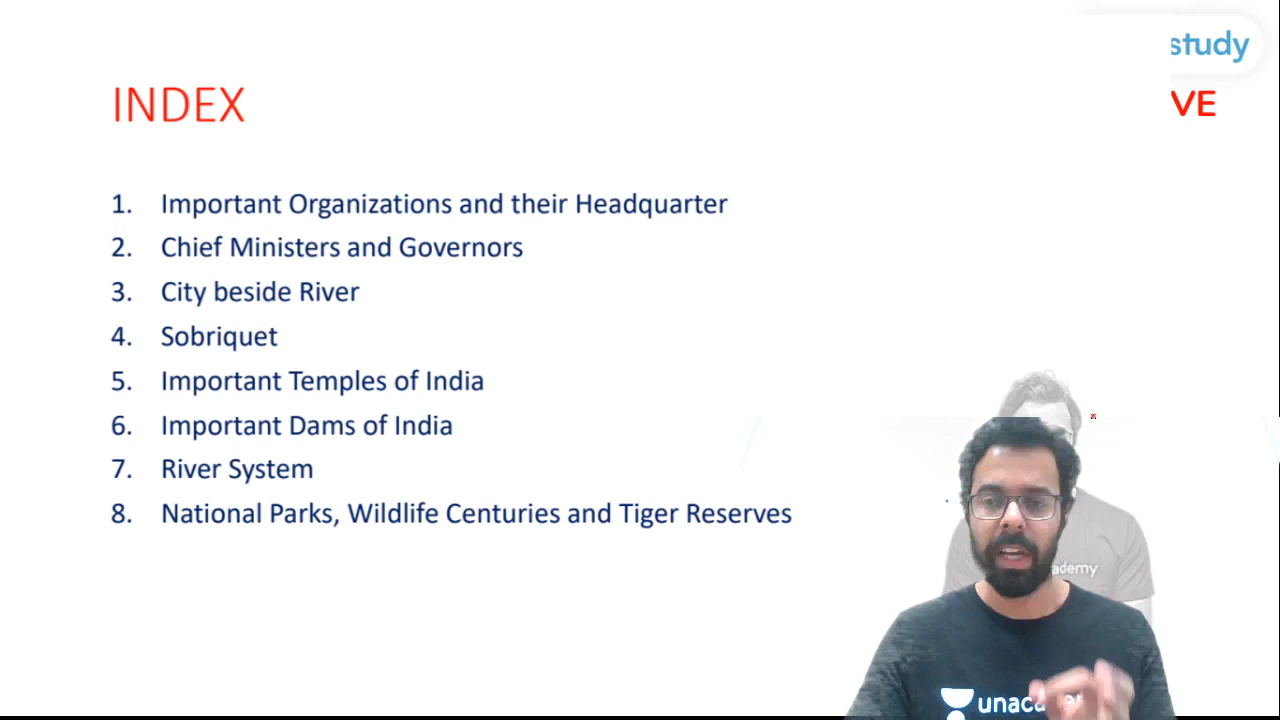 study
INDEX
VE
1. Important Organizations and their Headquarter
2. Chief Ministers and Governors
3. City beside River
4. Sobriquet
5. Important Temples of India
6. Important Dams of India
7. River System
8. National Parks, Wildlife Centuries and Tiger Reserves
ademy